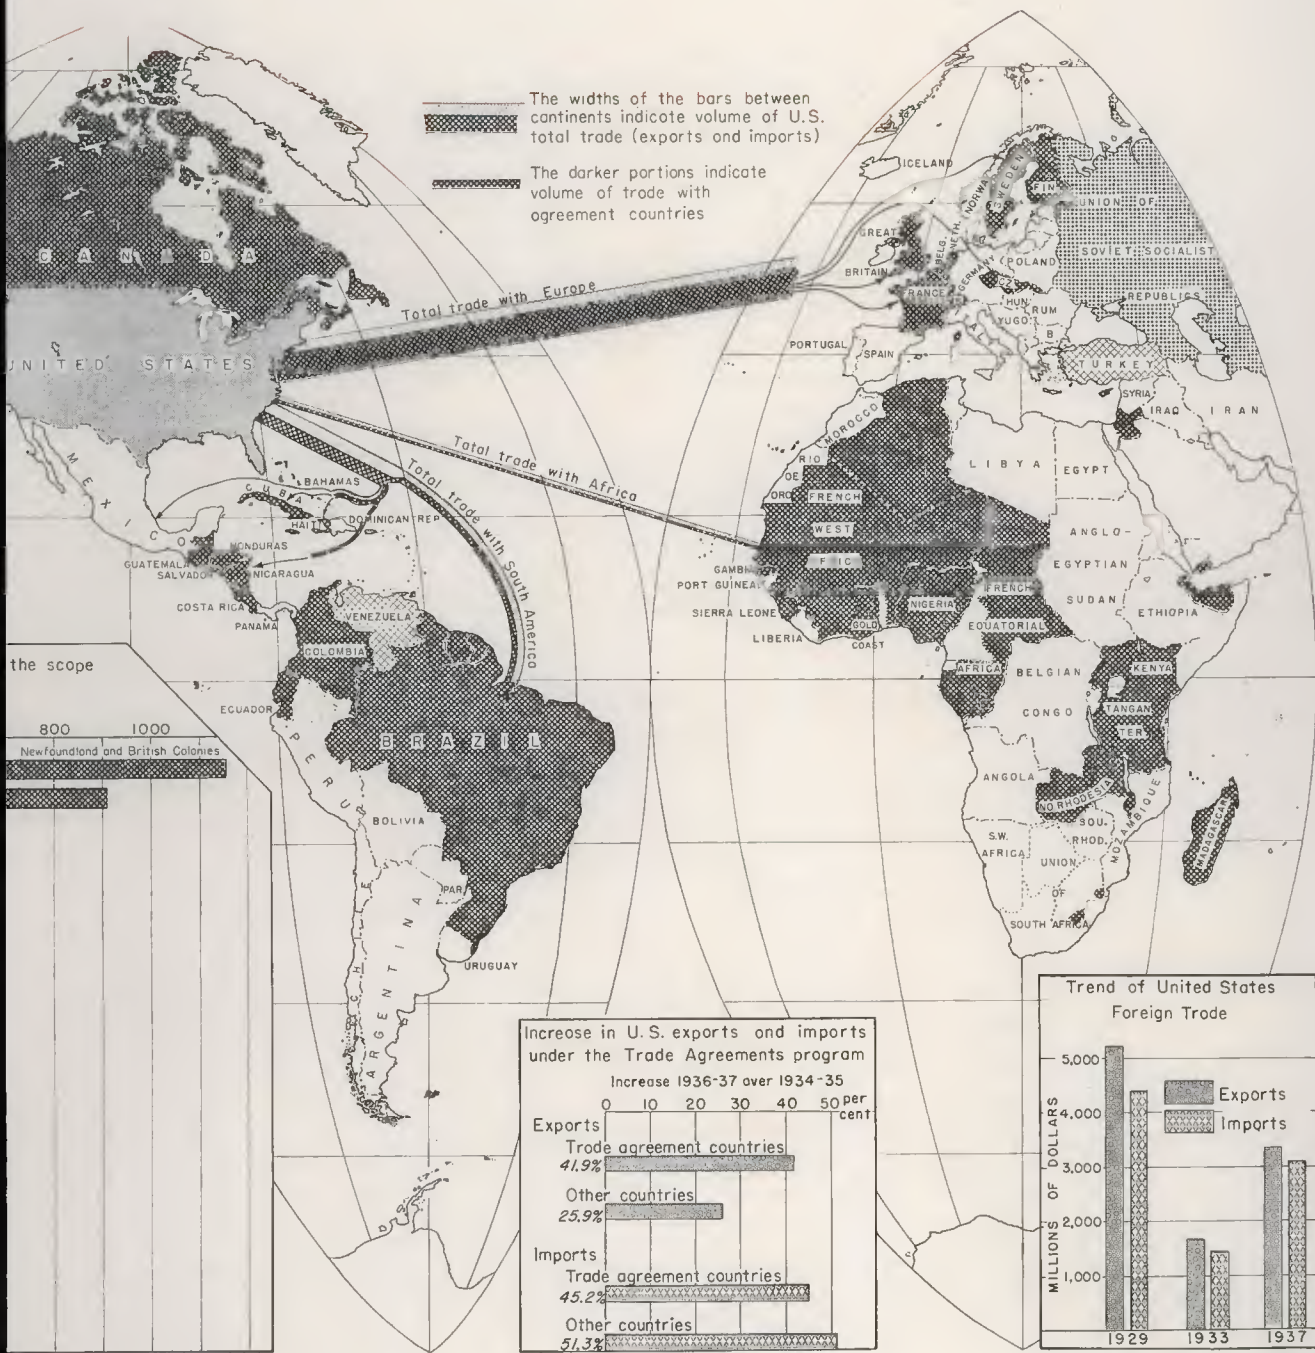 The widths of the bars between
continents indicate volume of U.S.
total trade (exports and imports)
The darker portions indicate
volume of trade with
agreement countries
CANADA
UNITED STATES
MEXICO
BAHAMAS
CUBA
HAITI
DOMINICAN REP
HONDURAS
GUATEMALA
SALVADOR
NICARAGUA
COSTA RICA
PANAMA
VENEZUELA
COLOMBIA
ECUADOR
PERU
BRAZIL
BOLIVIA
PAR.
CHILE
ARGENTINA
URUGUAY
Total trade with Europe
Total trade with Africa
Total trade with South America
ICELAND
NORWAY
SWEDEN
FIN
UNION OF
SOVIET SOCIALIST
REPUBLICS
GREAT
BRITAIN
BELG.
NETH.
GERMANY
POLAND
CZ
FRANCE
HUN
RUM
YUGO
B
ITALY
PORTUGAL
SPAIN
TURKEY
SYRIA
IRAQ
IRAN
MOROCCO
RIO
DE
ORO
LIBYA
EGYPT
FRENCH
WEST
ANGLO-
EGYPTIAN
SUDAN
GAMBIA
PORT GUINEA
SIERRA LEONE
LIBERIA
GOLD
COAST
NIGERIA
FRENCH
EQUATORIAL
AFRICA
ETHIOPIA
BELGIAN
CONGO
KENYA
TANGAN
TER.
ANGOLA
NO RHODESIA
SOU.
RHOD.
MOZAMBIQUE
MADAGASCAR
S.W.
AFRICA
UNION
OF
SOUTH AFRICA
the scope
800 1000
Newfoundland and British Colonies
Increase in U.S. exports and imports
under the Trade Agreements program
Increase 1936-37 over 1934-35
0 10 20 30 40 50 per
cent
Exports
Trade agreement countries
41.9%
Other countries
25.9%
Imports
Trade agreement countries
45.2%
Other countries
51.3%
Trend of United States
Foreign Trade
MILLIONS OF DOLLARS
5,000
4,000
3,000
2,000
1,000
Exports
Imports
1929 1933 1937